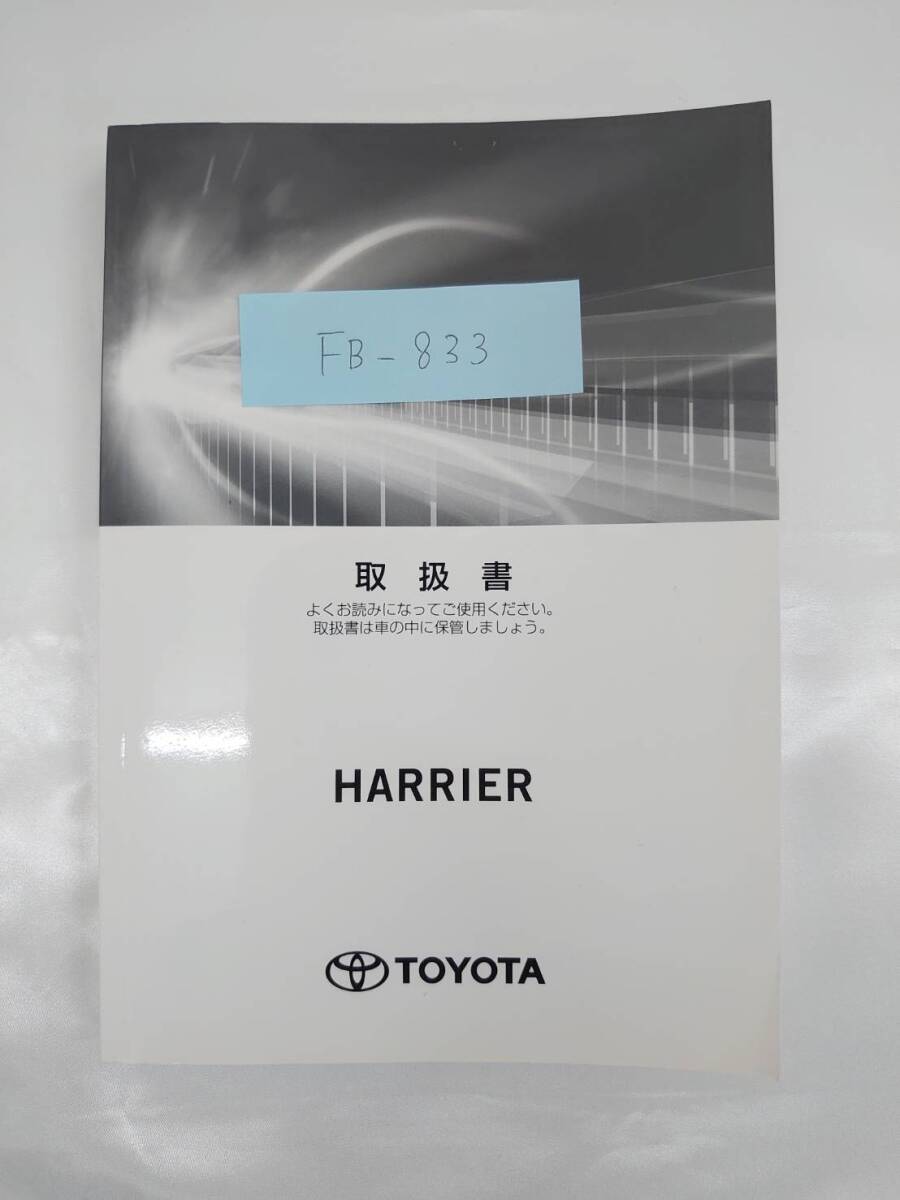 FB-833
取扱書
よくお読みになってご使用ください。
取扱書は車の中に保管しましょう。
HARRIER
TOYOTA